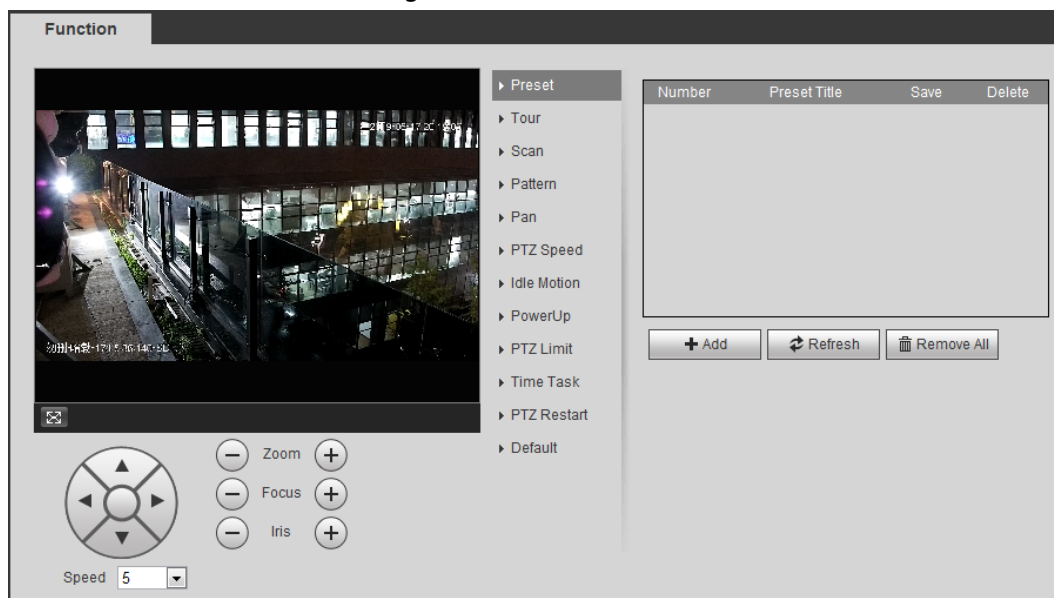 Function
Preset
Tour
Scan
Pattern
Pan
PTZ Speed
Idle Motion
PowerUp
PTZ Limit
Time Task
PTZ Restart
Default
Number Preset Title Save Delete
Add Refresh Remove All
Zoom
Focus
Iris
Speed 5